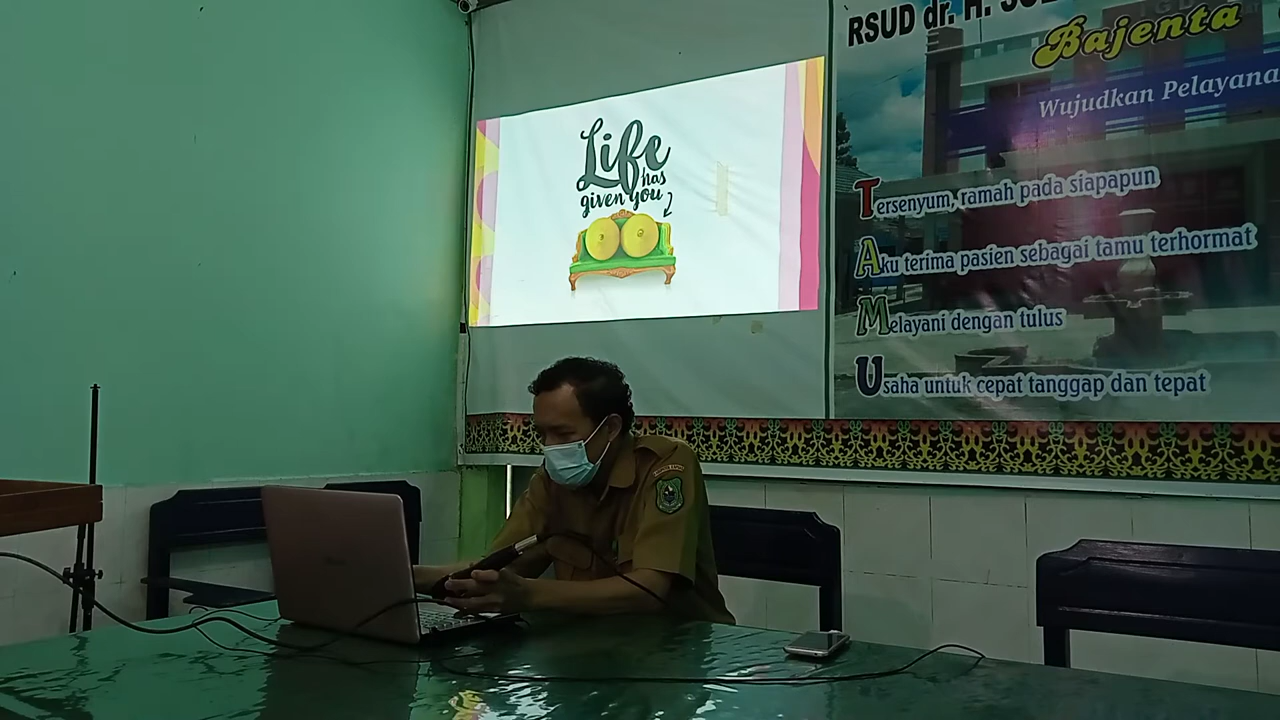 Life
has
given you
RSUD dr. H.
Bajenta
Wujudkan
Tersenyum, ramah pada siapapun
Aku terima pasien sebagai tamu terhormat
Melayani dengan tulus
Usaha untuk cepat tanggap dan tepat